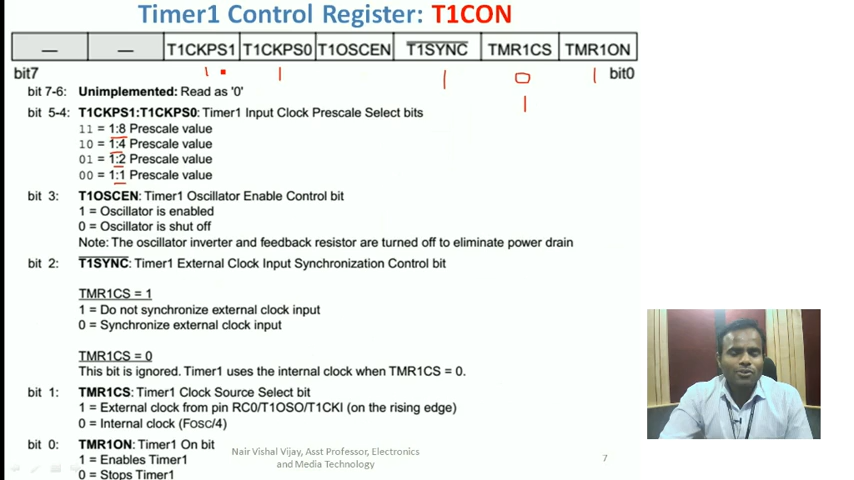 Timer1 Control Register: T1CON
— — T1CKPS1 T1CKPS0 T1OSCEN T1SYNC TMR1CS TMR1ON
bit7 1 1 1 0 1 bit0
1
bit 7-6: Unimplemented: Read as '0'
bit 5-4: T1CKPS1:T1CKPS0: Timer1 Input Clock Prescale Select bits
11 = 1:8 Prescale value
10 = 1:4 Prescale value
01 = 1:2 Prescale value
00 = 1:1 Prescale value
bit 3: T1OSCEN: Timer1 Oscillator Enable Control bit
1 = Oscillator is enabled
0 = Oscillator is shut off
Note: The oscillator inverter and feedback resistor are turned off to eliminate power drain
bit 2: T1SYNC: Timer1 External Clock Input Synchronization Control bit
TMR1CS = 1
1 = Do not synchronize external clock input
0 = Synchronize external clock input
TMR1CS = 0
This bit is ignored. Timer1 uses the internal clock when TMR1CS = 0.
bit 1: TMR1CS: Timer1 Clock Source Select bit
1 = External clock from pin RC0/T1OSO/T1CKI (on the rising edge)
0 = Internal clock (FOSC/4)
bit 0: TMR1ON: Timer1 On bit
1 = Enables Timer1
0 = Stops Timer1
Nair Vishal Vijay, Asst Professor, Electronics
and Media Technology
7